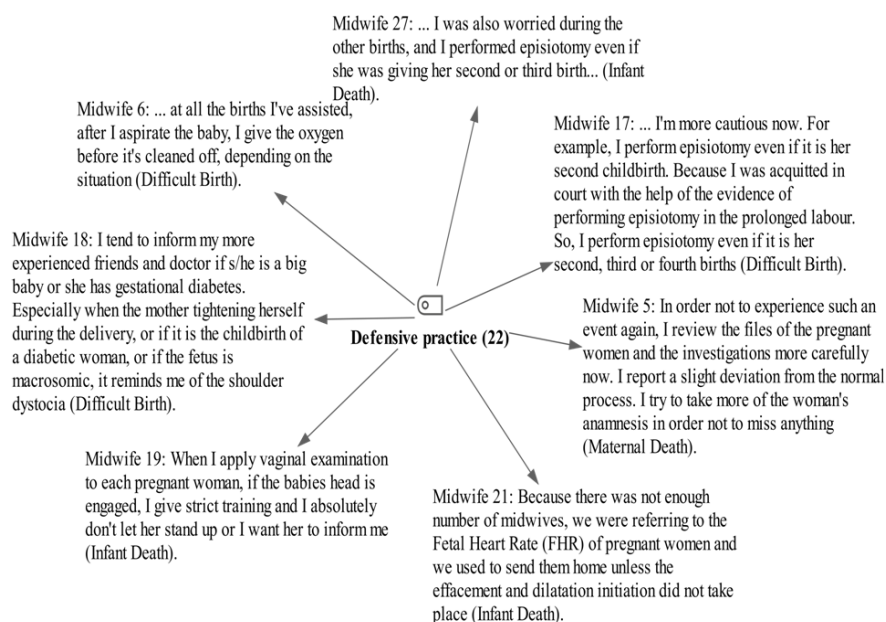 Midwife 27: ... I was also worried during the
other births, and I performed episiotomy even if
she was giving her second or third birth... (Infant
Death).
Midwife 6: ... at all the births I've assisted,
after I aspirate the baby, I give the oxygen
before it's cleaned off, depending on the
situation (Difficult Birth).
Midwife 17: ... I'm more cautious now. For
example, I perform episiotomy even if it is her
second childbirth. Because I was acquitted in
court with the help of the evidence of
performing episiotomy in the prolonged labour.
So, I perform episiotomy even if it is her
second, third or fourth births (Difficult Birth).
Midwife 18: I tend to inform my more
experienced friends and doctor if s/he is a big
baby or she has gestational diabetes.
Especially when the mother tightening herself
during the delivery, or if it is the childbirth of
a diabetic woman, or if the fetus is
macrosomic, it reminds me of the shoulder
dystocia (Difficult Birth).
Defensive practice (22)
Midwife 5: In order not to experience such an
event again, I review the files of the pregnant
women and the investigations more carefully
now. I report a slight deviation from the normal
process. I try to take more of the woman's
anamnesis in order not to miss anything
(Maternal Death).
Midwife 19: When I apply vaginal examination
to each pregnant woman, if the babies head is
engaged, I give strict training and I absolutely
don't let her stand up or I want her to inform me
(Infant Death).
Midwife 21: Because there was not enough
number of midwives, we were referring to the
Fetal Heart Rate (FHR) of pregnant women and
we used to send them home unless the
effacement and dilatation initiation did not take
place (Infant Death).